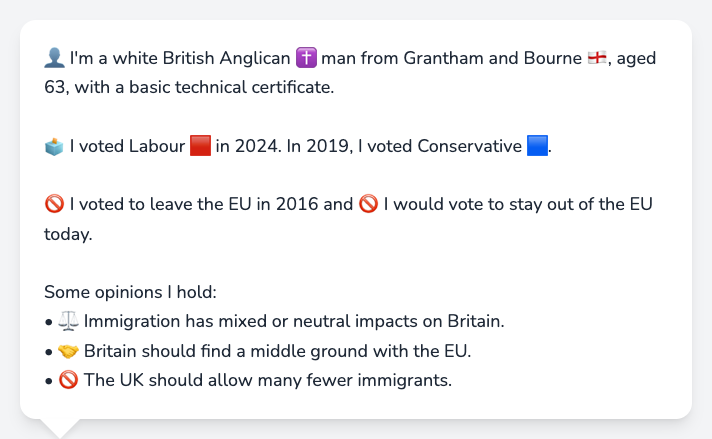 👤 I'm a white British Anglican ✝️ man from Grantham and Bourne 🏴󠁧󠁢󠁥󠁮󠁧󠁿, aged
63, with a basic technical certificate.
🗳️ I voted Labour 🟥 in 2024. In 2019, I voted Conservative 🟦.
🚫 I voted to leave the EU in 2016 and 🚫 I would vote to stay out of the EU
today.
Some opinions I hold:
• ⚖️ Immigration has mixed or neutral impacts on Britain.
• 🤝 Britain should find a middle ground with the EU.
• 🚫 The UK should allow many fewer immigrants.